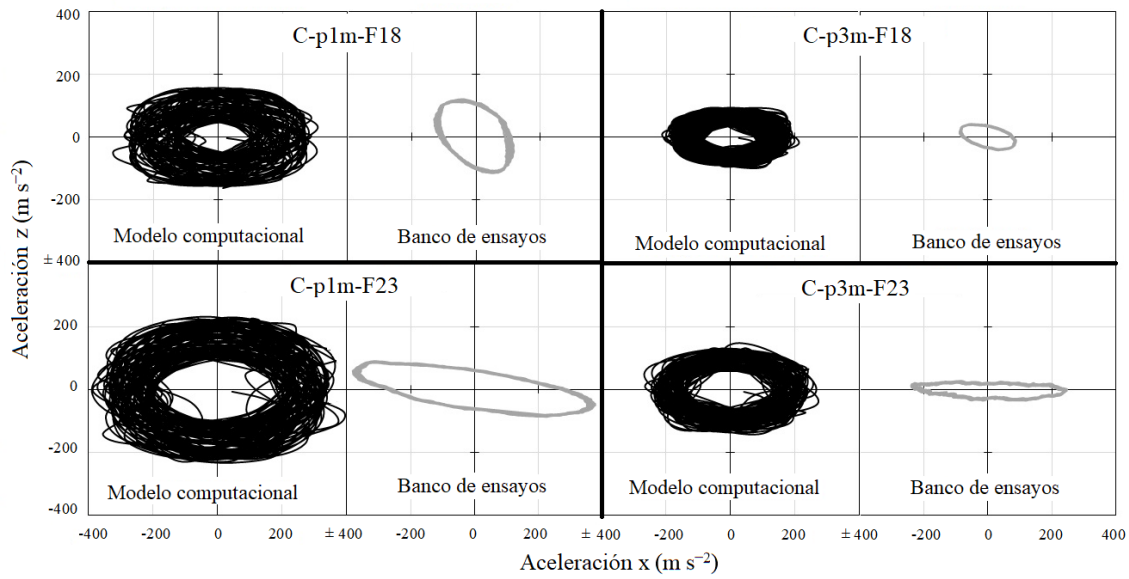 400
C-p1m-F18
C-p3m-F18
200
0
-200
Modelo computacional
Banco de ensayos
Modelo computacional
Banco de ensayos
± 400
C-p1m-F23
C-p3m-F23
200
0
-200
Modelo computacional
Banco de ensayos
Modelo computacional
Banco de ensayos
-400
-400 -200 0 200 ± 400 -200 0 200 ± -200 0 200 ± 400 -200 0 200 400
Aceleración x (m s⁻²)
Aceleración z (m s⁻²)